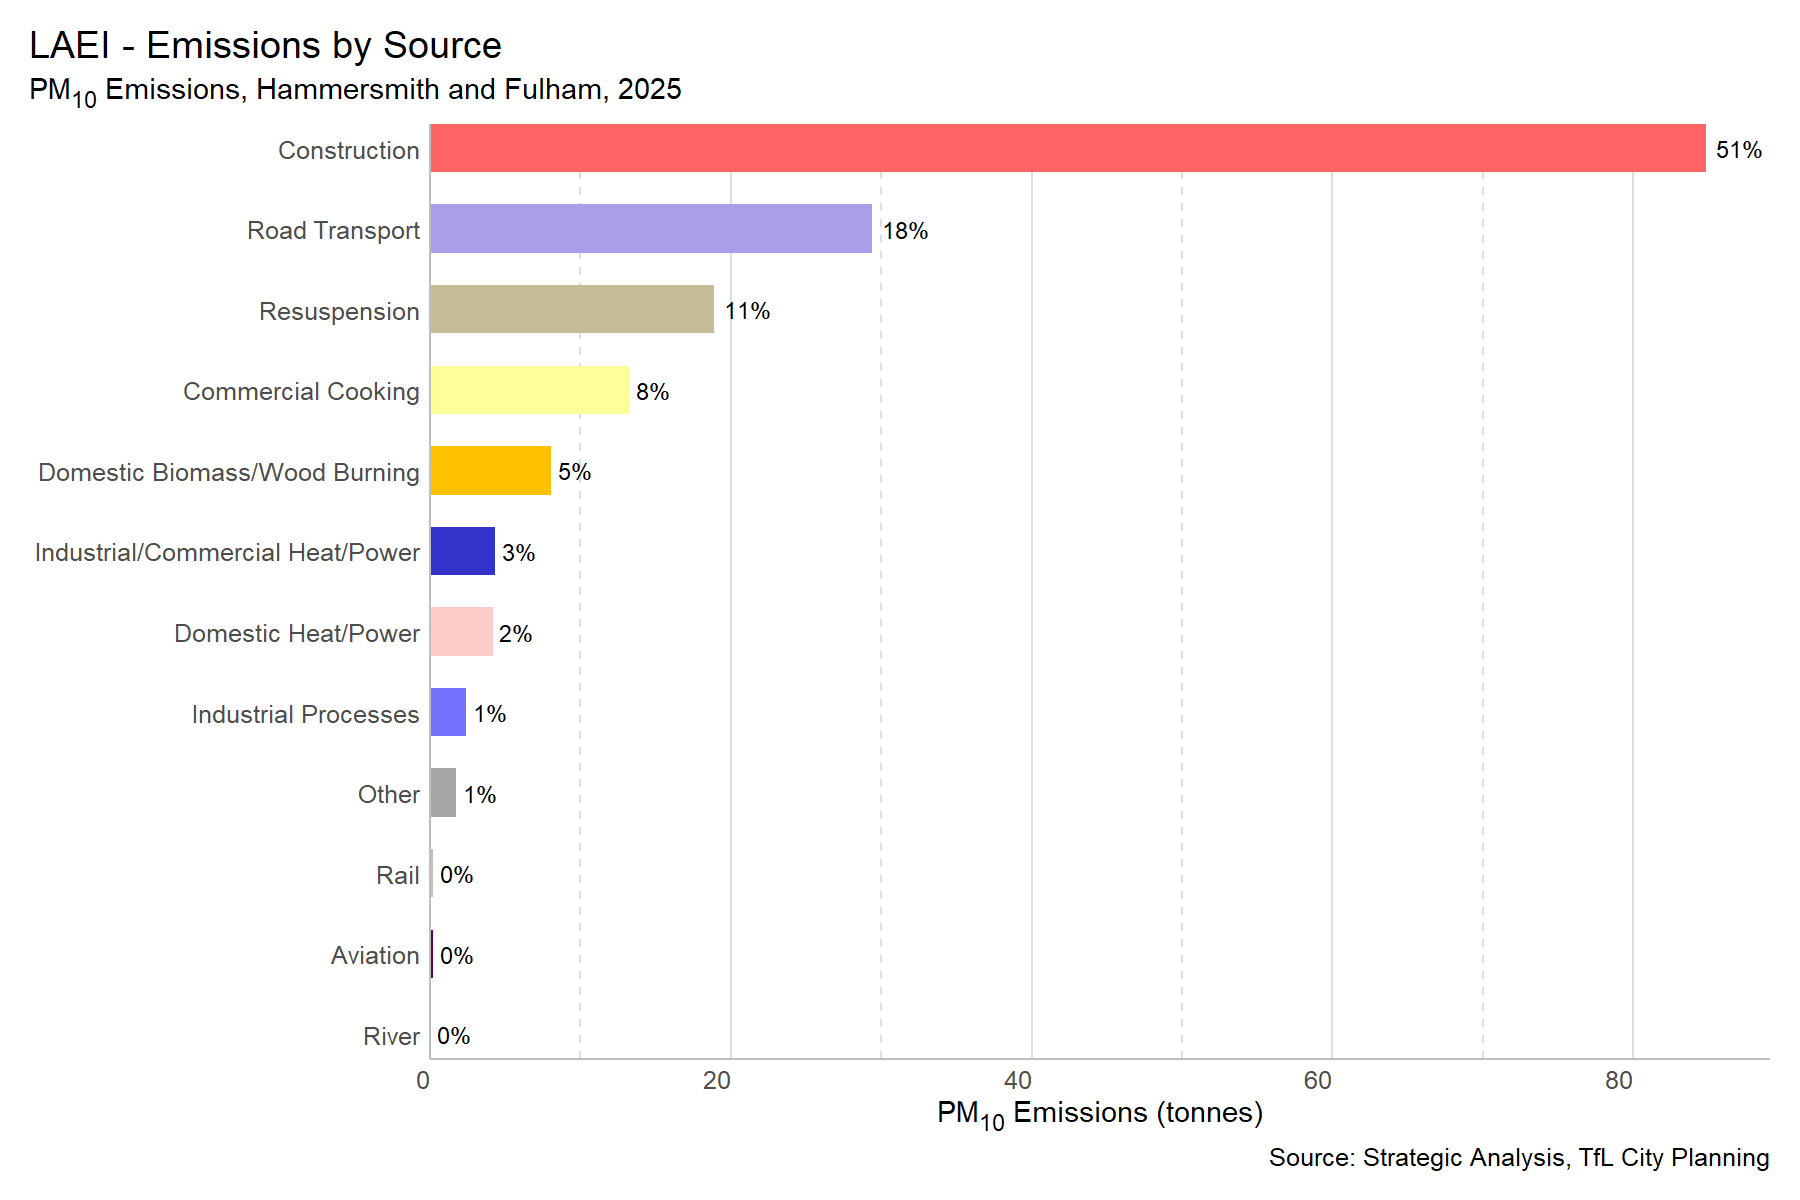 LAEI - Emissions by Source
PM10 Emissions, Hammersmith and Fulham, 2025
Construction 51%
Road Transport 18%
Resuspension 11%
Commercial Cooking 8%
Domestic Biomass/Wood Burning 5%
Industrial/Commercial Heat/Power 3%
Domestic Heat/Power 2%
Industrial Processes 1%
Other 1%
Rail 0%
Aviation 0%
River 0%
0 20 40 60 80
PM10 Emissions (tonnes)
Source: Strategic Analysis, TfL City Planning